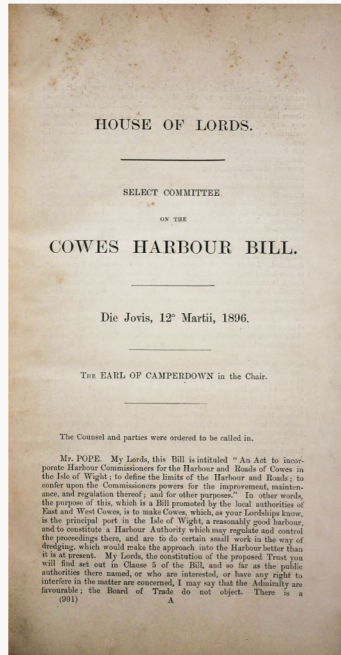 HOUSE OF LORDS.
SELECT COMMITTEE
ON THE
COWES HARBOUR BILL.
Die Jovis, 12° Martii, 1896.
THE EARL OF CAMPERDOWN in the Chair.
The Counsel and parties were ordered to be called in.
Mr. POPE. My Lords, this Bill is intituled "An Act to incor-
porate Harbour Commissioners for the Harbour and Roads of Cowes in
the Isle of Wight; to define the limits of the Harbour and Roads; to
confer upon the Commissioners powers for the improvement, mainten-
ance, and regulation thereof; and for other purposes." In other words,
the purpose of this, which is a Bill promoted by the local authorities of
East and West Cowes, is to make Cowes, which, as your Lordships know,
is the principal port in the Isle of Wight, a reasonably good harbour,
and to constitute a Harbour Authority which may regulate and control
the proceedings there, and are to do certain small work in the way of
dredging, which would make the approach into the Harbour better than
it is at present. My Lords, the constitution of the proposed Trust you
will find set out in Clause 5 of the Bill, and so far as the public
authorities there named, or who are interested, or have any right to
interfere in the matter are concerned, I may say that the Admiralty are
favourable; the Board of Trade do not object. There is a
(901) A